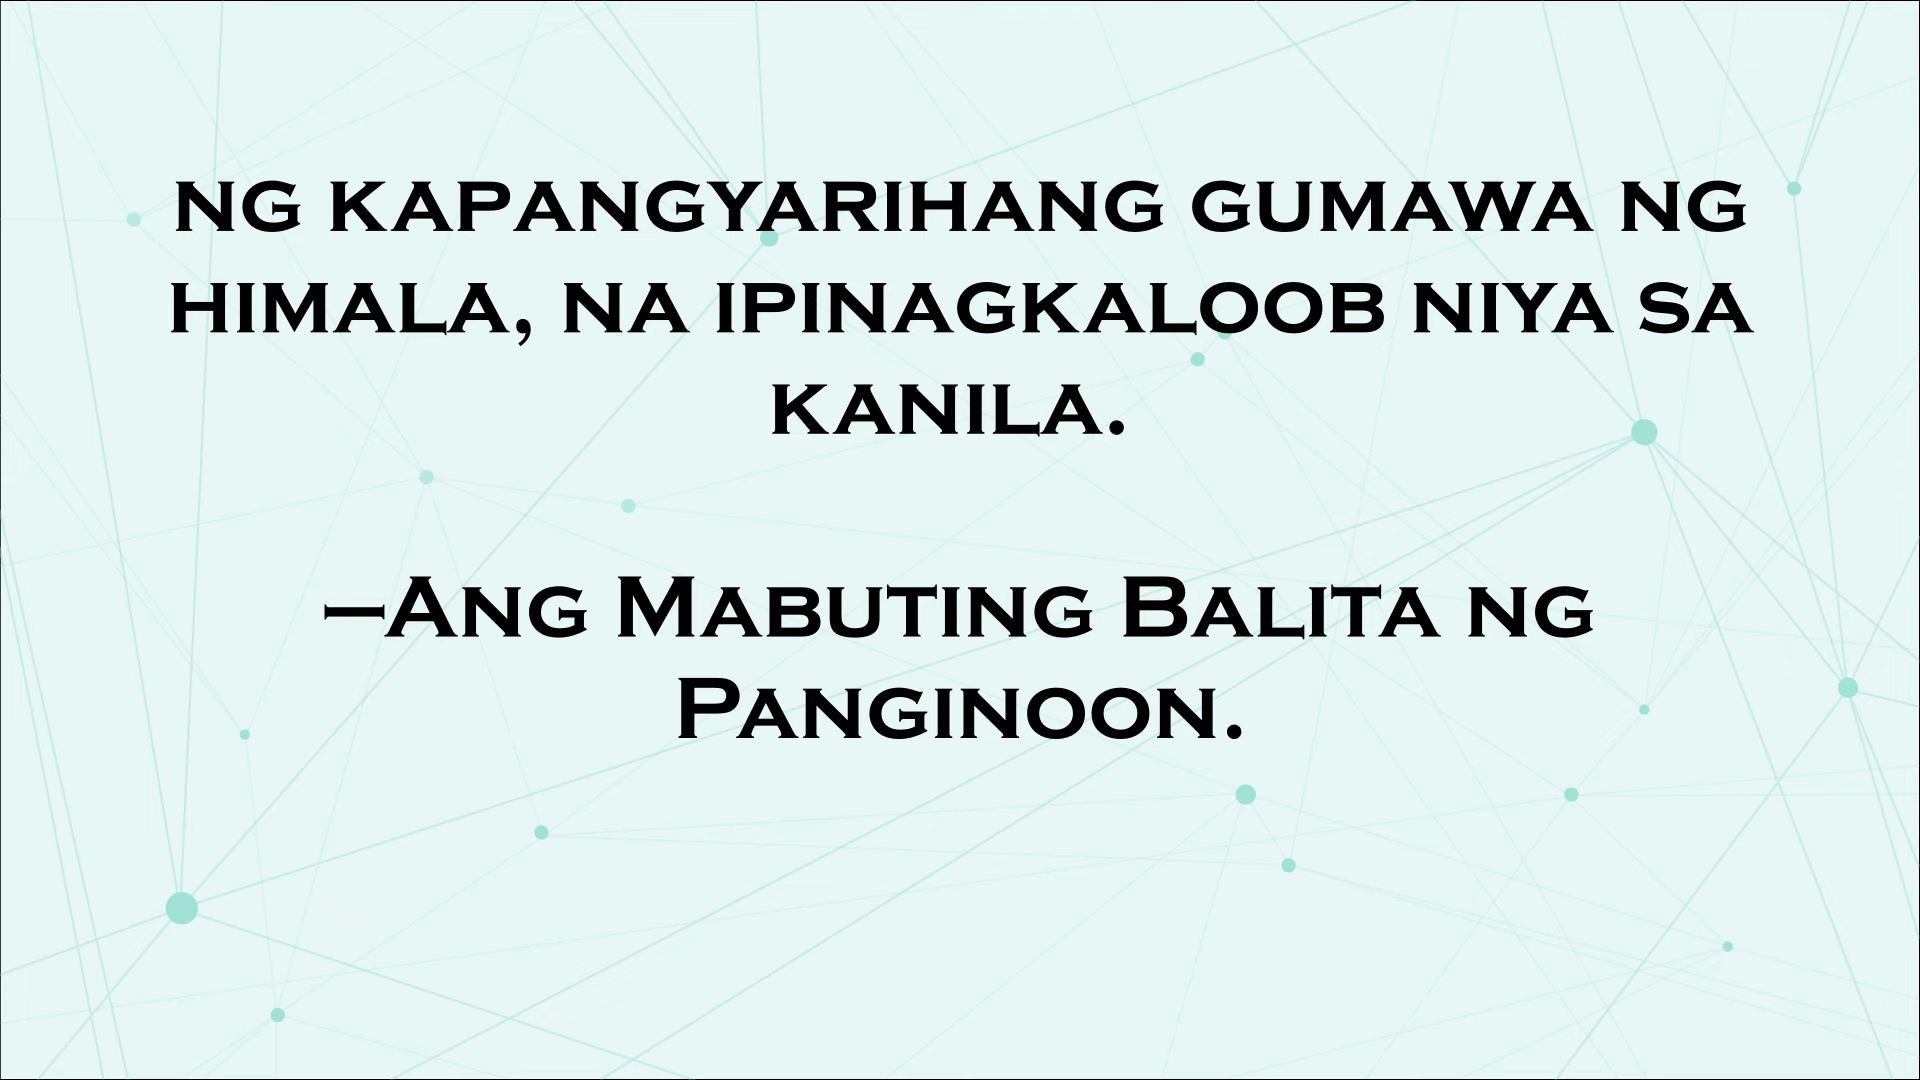 ng kapangyarihang gumawa ng
himala, na ipinagkaloob niya sa
kanila.
—Ang Mabuting Balita ng
Panginoon.